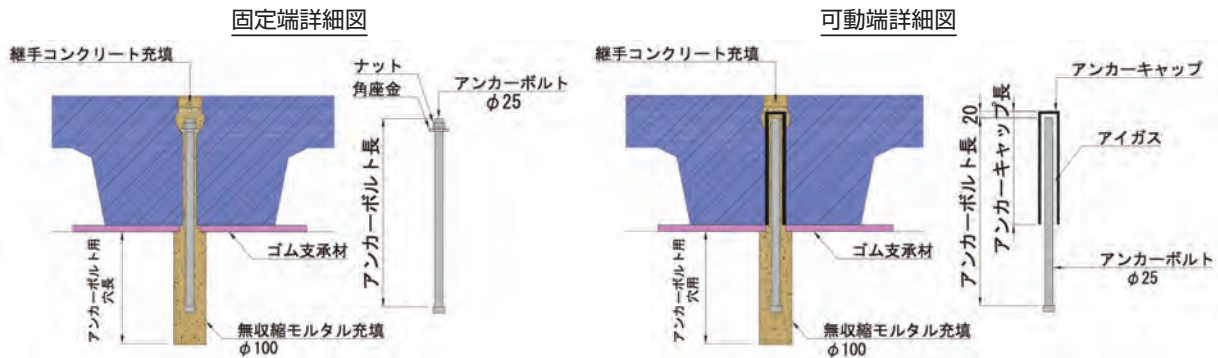 固定端詳細図
継手コンクリート充填
ナット
角座金
アンカーボルト
φ25
アンカーボルト長
ゴム支承材
アンカーボルト用
穴長
無収縮モルタル充填
φ100
可動端詳細図
継手コンクリート充填
アンカーキャップ
20
アンカーボルト長
アンカーキャップ長
アイガス
ゴム支承材
アンカーボルト用
穴用
アンカーボルト
φ25
無収縮モルタル充填
φ100